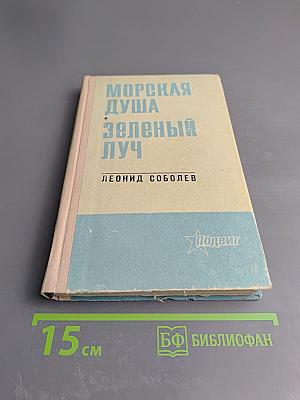 МОРСКАЯ
ДУША
ЗЕЛЕНЫЙ
ЛУЧ
ЛЕОНИД СОБОЛЕВ
Подвиг
15 см
БФ БИБЛИОФАН